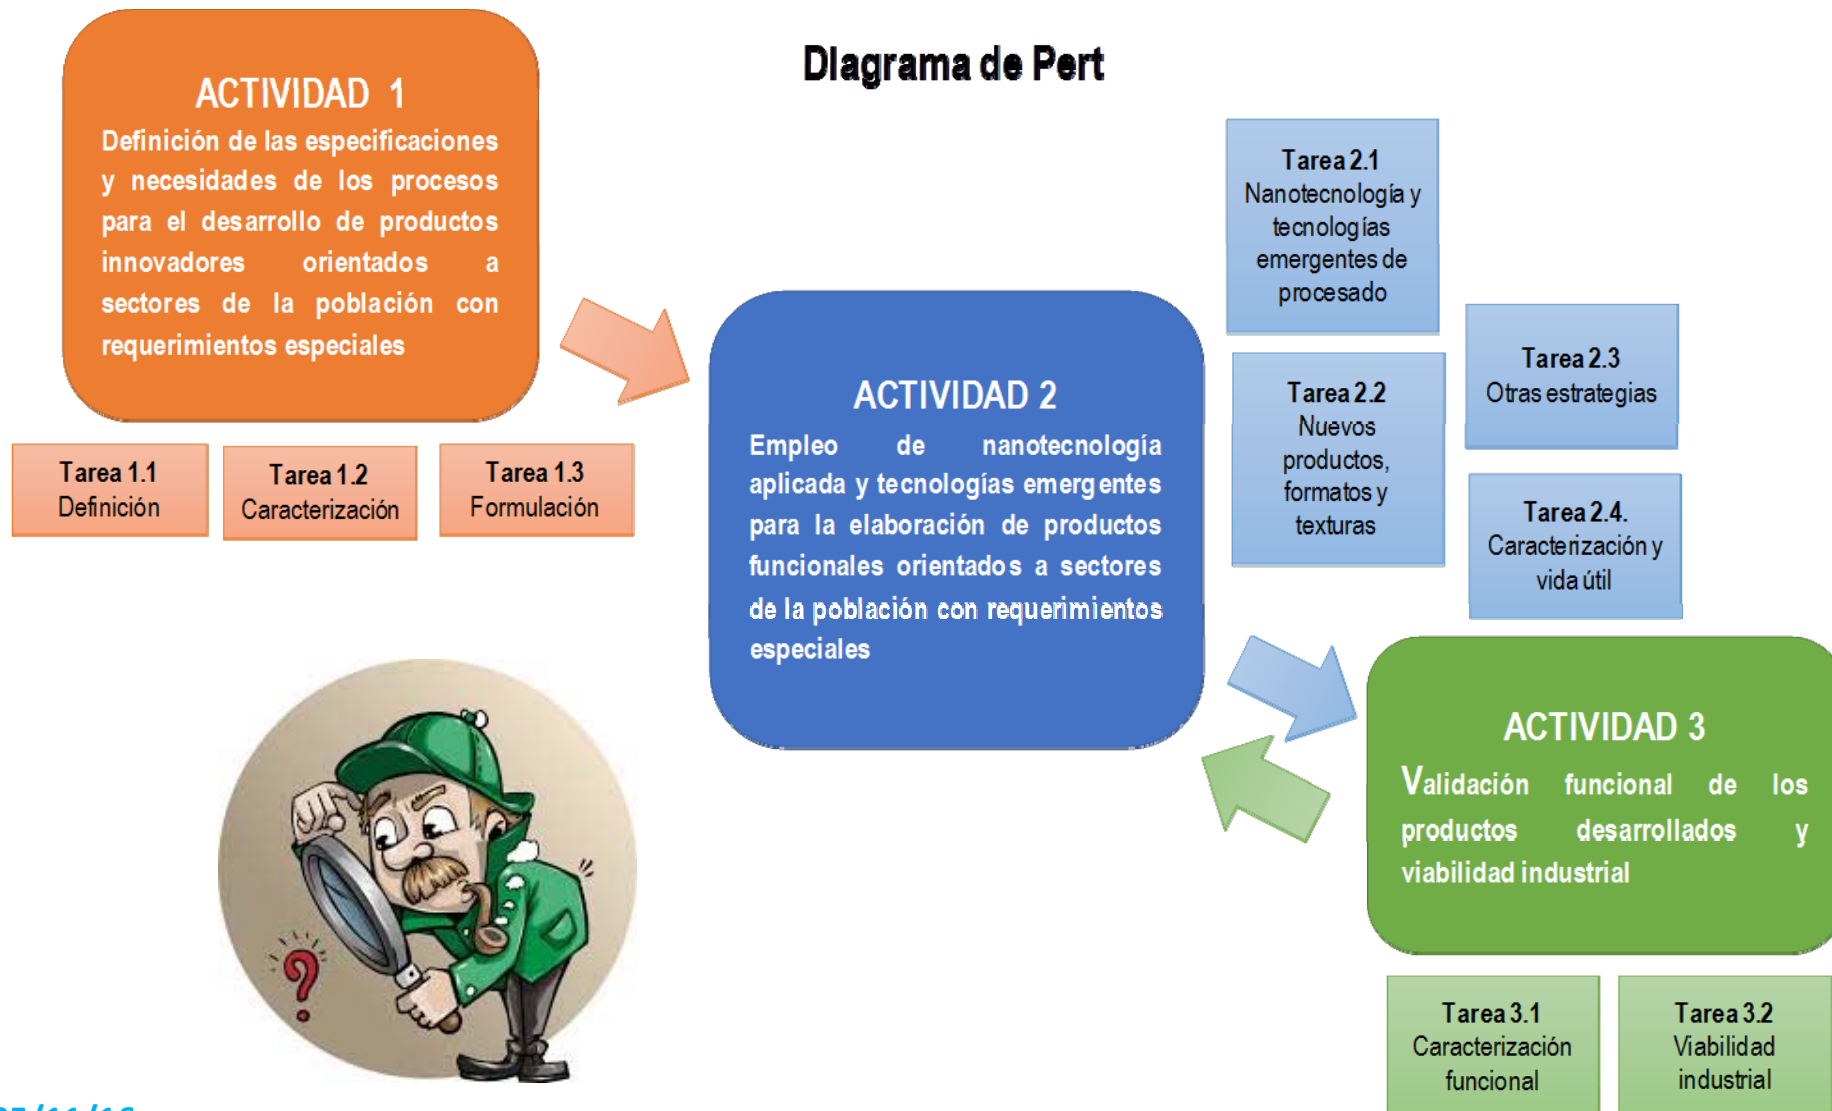 DIagrama de Pert
ACTIVIDAD 1
Definición de las especificaciones
y necesidades de los procesos
para el desarrollo de productos
innovadores orientados a
sectores de la población con
requerimientos especiales
Tarea 1.1
Definición
Tarea 1.2
Caracterización
Tarea 1.3
Formulación
ACTIVIDAD 2
Empleo de nanotecnología
aplicada y tecnologías emergentes
para la elaboración de productos
funcionales orientados a sectores
de la población con requerimientos
especiales
Tarea 2.1
Nanotecnología y
tecnologías
emergentes de
procesado
Tarea 2.2
Nuevos
productos,
formatos y
texturas
Tarea 2.3
Otras estrategias
Tarea 2.4.
Caracterización y
vida útil
ACTIVIDAD 3
Validación funcional de los
productos desarrollados y
viabilidad industrial
Tarea 3.1
Caracterización
funcional
Tarea 3.2
Viabilidad
industrial
?